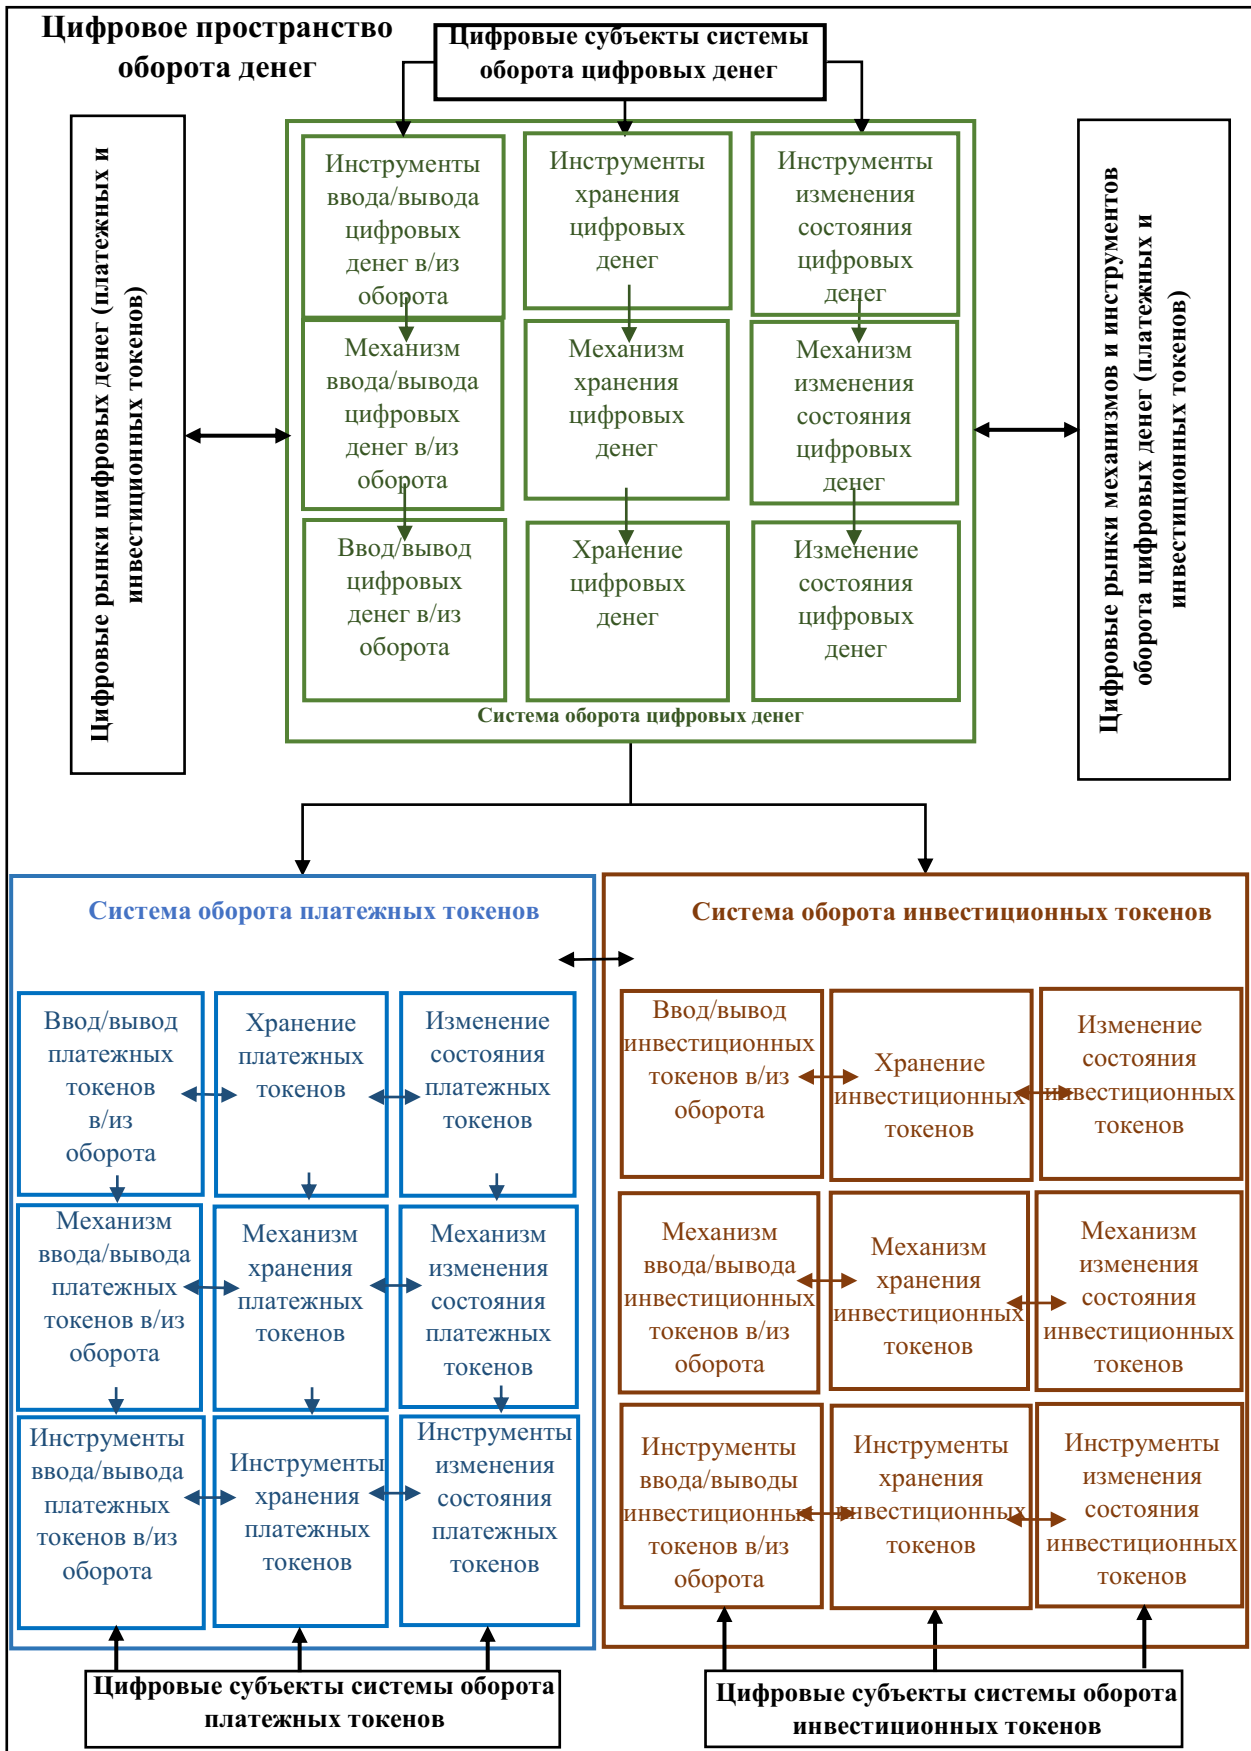 Цифровое пространство
оборота денег
Цифровые субъекты системы
оборота цифровых денег
Цифровые рынки цифровых денег (платежных и
инвестиционных токенов)
Инструменты
ввода/вывода
цифровых
денег в/из
оборота
Инструменты
хранения
цифровых
денег
Инструменты
изменения
состояния
цифровых
денег
Механизм
ввода/вывода
цифровых
денег в/из
оборота
Механизм
хранения
цифровых
денег
Механизм
изменения
состояния
цифровых
денег
Ввод/вывод
цифровых
денег в/из
оборота
Хранение
цифровых
денег
Изменение
состояния
цифровых
денег
Система оборота цифровых денег
Цифровые рынки механизмов и инструментов
оборота цифровых денег (платежных и
инвестиционных токенов)
Система оборота платежных токенов
Ввод/вывод
платежных
токенов
в/из
оборота
Хранение
платежных
токенов
Изменение
состояния
платежных
токенов
Механизм
ввода/вывода
платежных
токенов в/из
оборота
Механизм
хранения
платежных
токенов
Механизм
изменения
состояния
платежных
токенов
Инструменты
ввода/вывода
платежных
токенов в/из
оборота
Инструменты
хранения
платежных
токенов
Инструменты
изменения
состояния
платежных
токенов
Цифровые субъекты системы оборота
платежных токенов
Система оборота инвестиционных токенов
Ввод/вывод
инвестиционных
токенов в/из
оборота
Хранение
инвестиционных
токенов
Изменение
состояния
инвестиционных
токенов
Механизм
ввода/вывода
инвестиционных
токенов в/из
оборота
Механизм
хранения
инвестиционных
токенов
Механизм
изменения
состояния
инвестиционных
токенов
Инструменты
ввода/выводы
инвестиционных
токенов в/из
оборота
Инструменты
хранения
инвестиционных
токенов
Инструменты
изменения
состояния
инвестиционных
токенов
Цифровые субъекты системы оборота
инвестиционных токенов